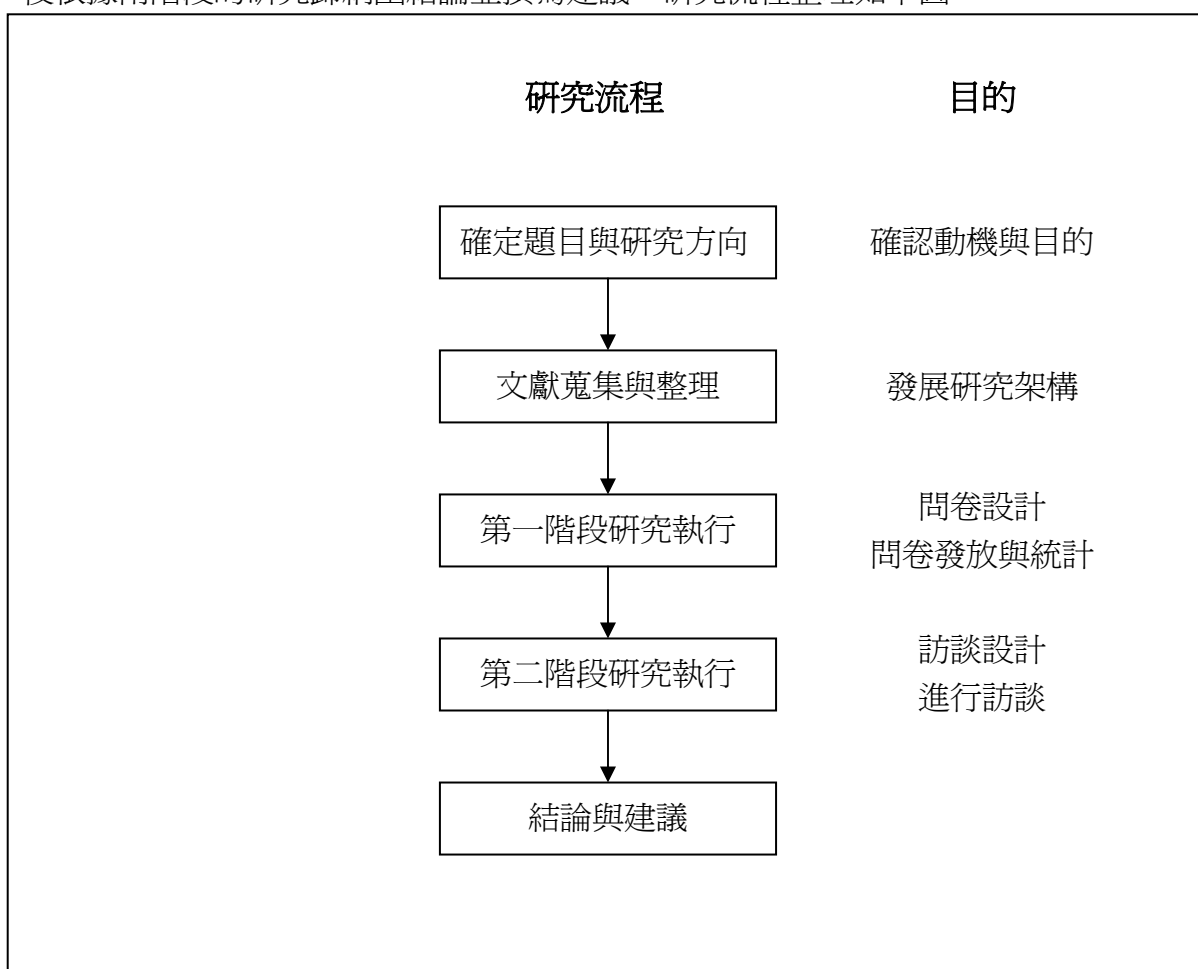 研究流程 目的
確定題目與研究方向 確認動機與目的
文獻蒐集與整理 發展研究架構
第一階段研究執行 問卷設計
問卷發放與統計
第二階段研究執行 訪談設計
進行訪談
結論與建議